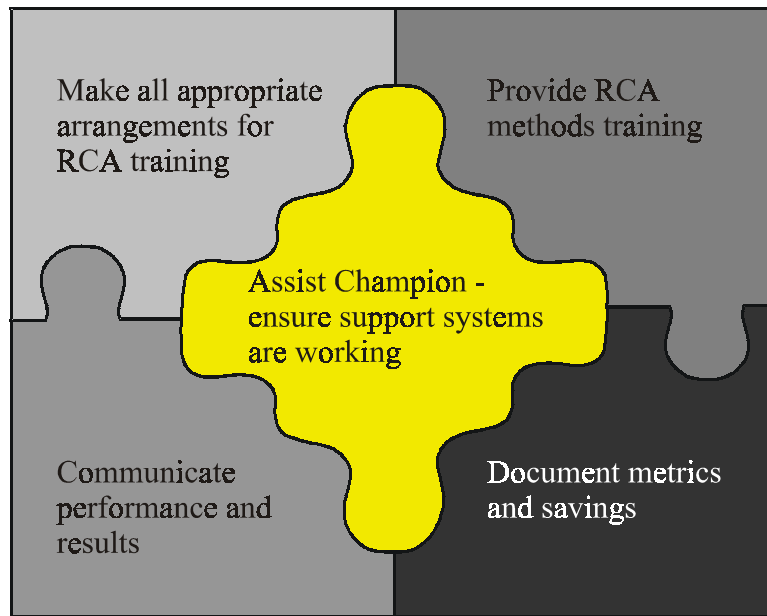 Make all appropriate
arrangements for
RCA training
Provide RCA
methods training
Assist Champion -
ensure support systems
are working
Communicate
performance and
results
Document metrics
and savings